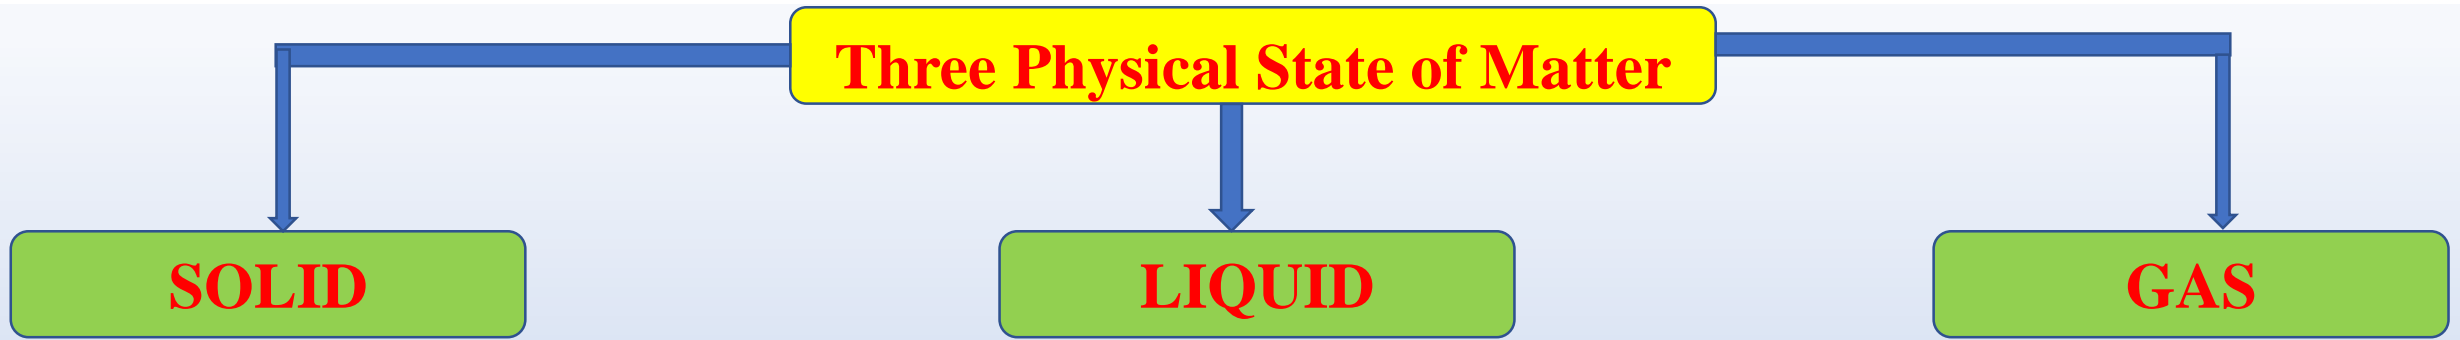 Three Physical State of Matter
SOLID
LIQUID
GAS